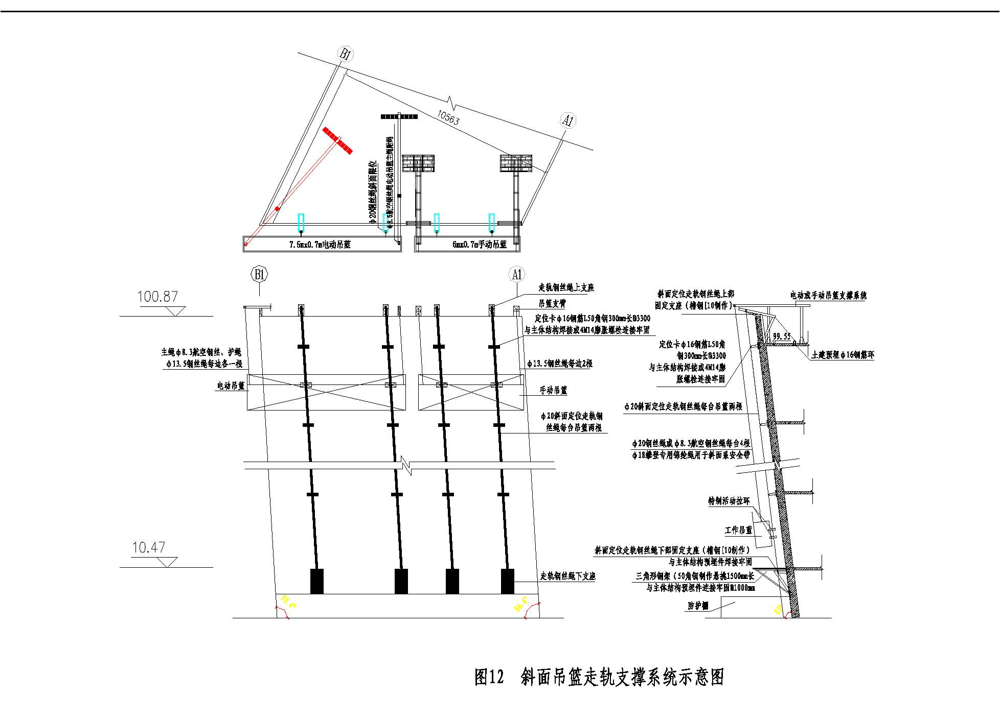 B1
A1
10563
φ20钢丝绳斜面限位
φ8.5航空钢丝绳电动吊篮主绳附绳
7.5mx0.7m电动吊蓝
6mx0.7m手动吊蓝
B1
A1
100.87
走轨钢丝绳上支座
吊篮支臂
定位卡φ16钢筋L50角钢300mm长@3300
与主体结构焊接或4M14膨胀螺栓连接牢固
主绳φ8.3航空钢丝、护绳
φ13.5钢丝绳每边各一根
φ13.5钢丝绳每边2根
电动吊篮
手动吊篮
φ20斜面定位走轨钢
丝绳每台吊篮两根
10.47
走轨钢丝绳下支座
93.4°
86.6°
斜面定位走轨钢丝绳上部
固定支座（槽钢[10制作）
电动或手动吊篮支撑系统
99.55
定位卡φ16钢筋L50角
钢300mm长@3300
与主体结构焊接或4M14膨
胀螺栓连接牢固
土建预埋φ16钢筋环
φ20斜面定位走轨钢丝绳每台吊篮两根
φ20钢丝绳或φ8.3航空钢丝绳每台4根
φ18攀登专用锦纶绳用于斜面系安全带
特制活动拉环
工作吊蓝
斜面定位走轨钢丝绳下部固定支座（槽钢[10制作）
与主体结构预埋件焊接牢固
三角形钢架（50角钢制作悬挑1500mm长
与主体结构预埋件连接牢固@1000mm
防护棚
83°
图12 斜面吊篮走轨支撑系统示意图